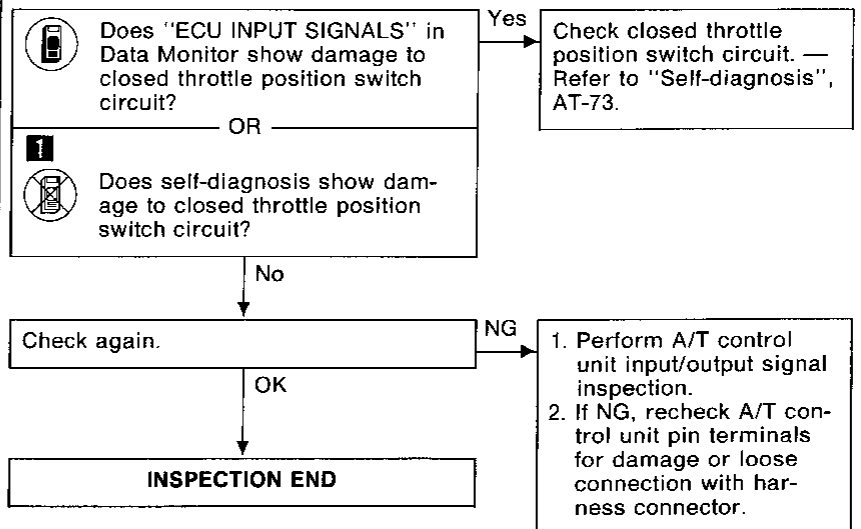 Does "ECU INPUT SIGNALS" in
Data Monitor show damage to
closed throttle position switch
circuit?
OR
1
Does self-diagnosis show dam-
age to closed throttle position
switch circuit?
Yes
Check closed throttle
position switch circuit. —
Refer to "Self-diagnosis",
AT-73.
No
Check again.
NG
1. Perform A/T control
unit input/output signal
inspection.
2. If NG, recheck A/T con-
trol unit pin terminals
for damage or loose
connection with har-
ness connector.
OK
INSPECTION END